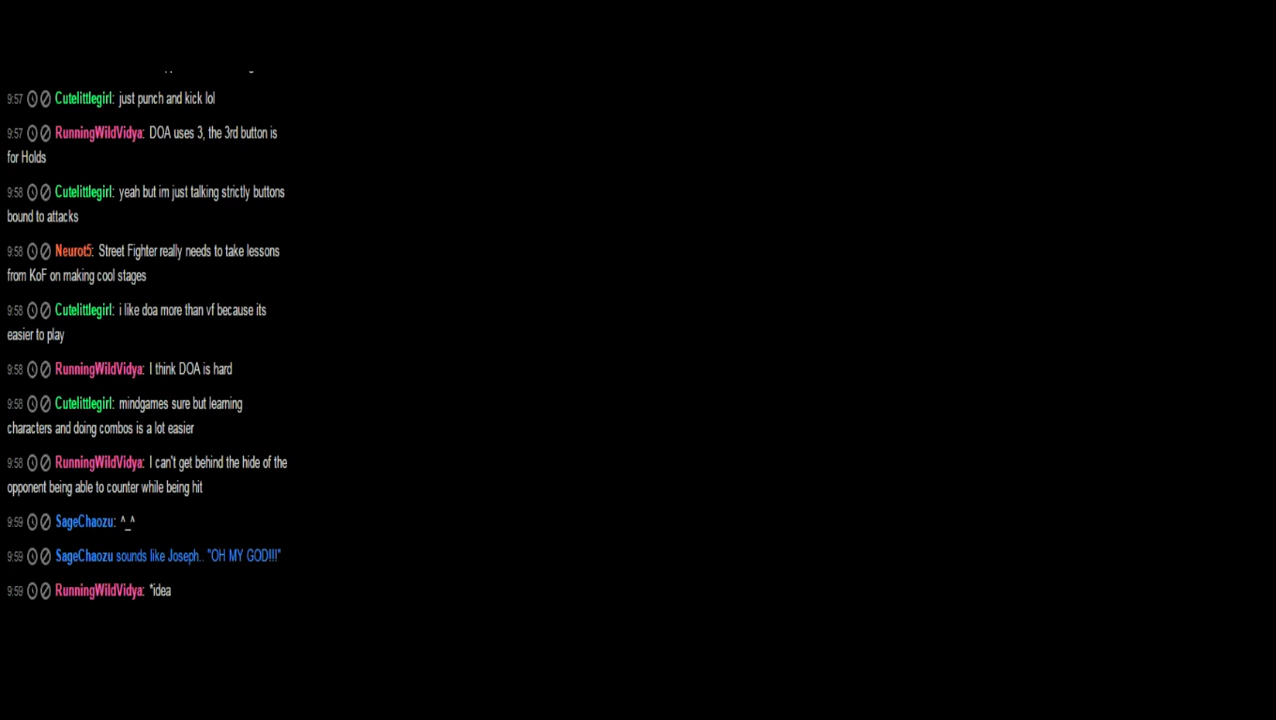 9:57 Cutelittlegirl: just punch and kick lol
9:57 RunningWildVidya: DOA uses 3, the 3rd button is
for Holds
9:58 Cutelittlegirl: yeah but im just talking strictly buttons
bound to attacks
9:58 Neurot5: Street Fighter really needs to take lessons
from KoF on making cool stages
9:58 Cutelittlegirl: i like doa more than vf because its
easier to play
9:58 RunningWildVidya: I think DOA is hard
9:58 Cutelittlegirl: mindgames sure but learning
characters and doing combos is a lot easier
9:58 RunningWildVidya: I can't get behind the hide of the
opponent being able to counter while being hit
9:59 SageChaozu: ^_^
9:59 SageChaozu sounds like Joseph.. "OH MY GOD!!!"
9:59 RunningWildVidya: *idea